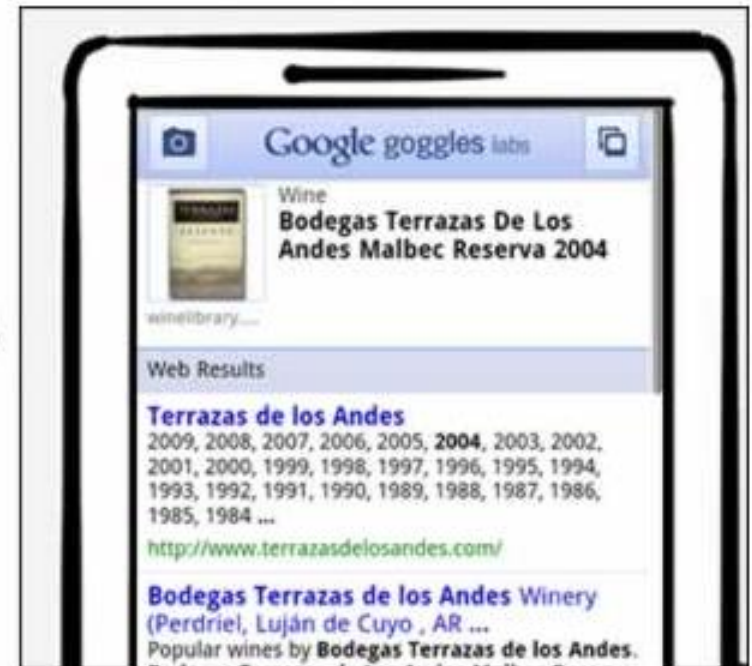 Google goggles labs
Wine
Bodegas Terrazas De Los
Andes Malbec Reserva 2004
winelibrary....
Web Results
Terrazas de los Andes
2009, 2008, 2007, 2006, 2005, 2004, 2003, 2002,
2001, 2000, 1999, 1998, 1997, 1996, 1995, 1994,
1993, 1992, 1991, 1990, 1989, 1988, 1987, 1986,
1985, 1984 ...
http://www.terrazasdelosandes.com/
Bodegas Terrazas de los Andes Winery
(Perdriel, Luján de Cuyo , AR ...
Popular wines by Bodegas Terrazas de los Andes.